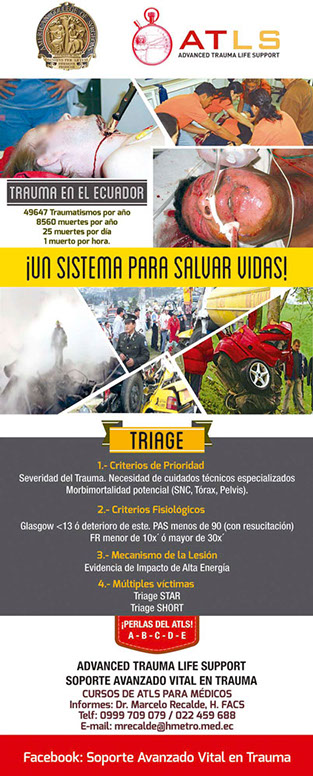 ATLS
ADVANCED TRAUMA LIFE SUPPORT
TRAUMA EN EL ECUADOR
49647 Traumatismos por año
8560 muertes por año
25 muertes por día
1 muerto por hora.
¡UN SISTEMA PARA SALVAR VIDAS!
TRIAGE
1.- Criterios de Prioridad
Severidad del Trauma. Necesidad de cuidados técnicos especializados
Morbimortalidad potencial (SNC, Tórax, Pelvis).
2.- Criterios Fisiológicos
Glasgow <13 ó deterioro de este. PAS menos de 90 (con resucitación)
FR menor de 10x´ ó mayor de 30x´
3.- Mecanismo de la Lesión
Evidencia de Impacto de Alta Energía
4.- Múltiples víctimas
Triage STAR
Triage SHORT
¡PERLAS DEL ATLS!
A - B - C - D - E
ADVANCED TRAUMA LIFE SUPPORT
SOPORTE AVANZADO VITAL EN TRAUMA
CURSOS DE ATLS PARA MÉDICOS
Informes: Dr. Marcelo Recalde, H. FACS
Telf: 0999 709 079 / 022 459 688
E-mail: mrecalde@hmetro.med.ec
Facebook: Soporte Avanzado Vital en Trauma